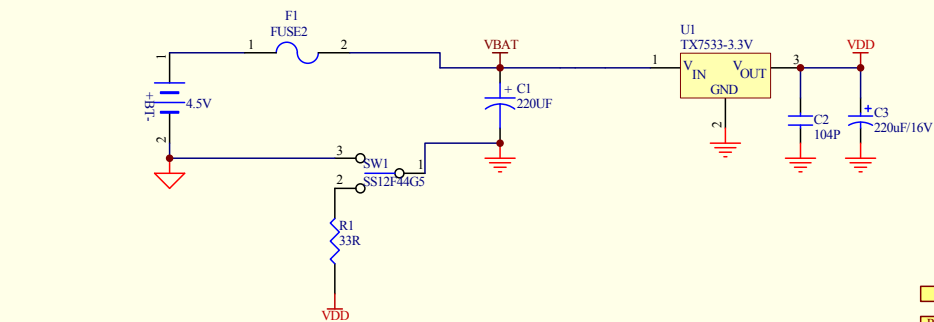 F1
FUSE2
1
2
1
+BT-
4.5V
2
VBAT
+ C1
220UF
U1
TX7533-3.3V
1
VIN
VOUT
GND
3
2
VDD
C2
104P
+ C3
220uF/16V
3
SW1
1
2
SS12F44G5
R1
33R
VDD